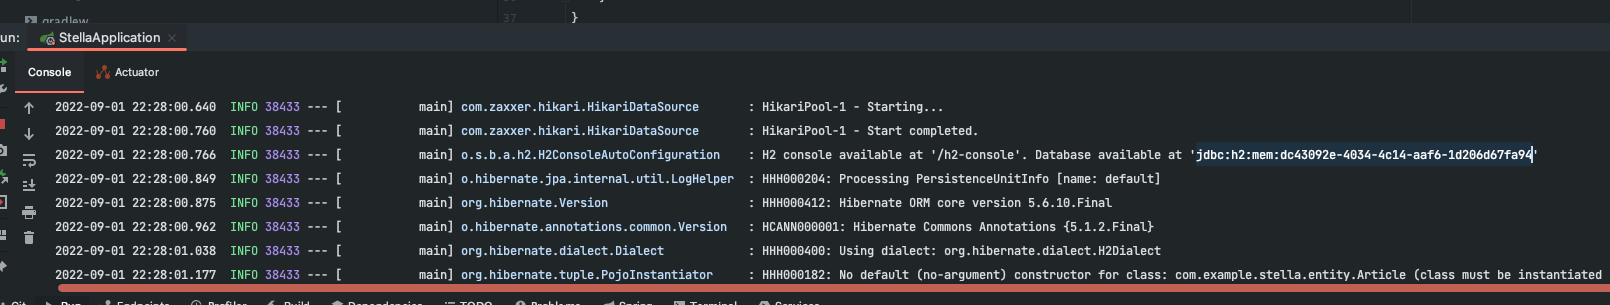 gradlew
37 }
un: StellaApplication
Console Actuator
2022-09-01 22:28:00.640 INFO 38433 --- [ main] com.zaxxer.hikari.HikariDataSource : HikariPool-1 - Starting...
2022-09-01 22:28:00.760 INFO 38433 --- [ main] com.zaxxer.hikari.HikariDataSource : HikariPool-1 - Start completed.
2022-09-01 22:28:00.766 INFO 38433 --- [ main] o.s.b.a.h2.H2ConsoleAutoConfiguration : H2 console available at '/h2-console'. Database available at 'jdbc:h2:mem:dc43092e-4034-4c14-aaf6-1d206d67fa94'
2022-09-01 22:28:00.849 INFO 38433 --- [ main] o.hibernate.jpa.internal.util.LogHelper : HHH000204: Processing PersistenceUnitInfo [name: default]
2022-09-01 22:28:00.875 INFO 38433 --- [ main] org.hibernate.Version : HHH000412: Hibernate ORM core version 5.6.10.Final
2022-09-01 22:28:00.962 INFO 38433 --- [ main] o.hibernate.annotations.common.Version : HCANN000001: Hibernate Commons Annotations {5.1.2.Final}
2022-09-01 22:28:01.038 INFO 38433 --- [ main] org.hibernate.dialect.Dialect : HHH000400: Using dialect: org.hibernate.dialect.H2Dialect
2022-09-01 22:28:01.177 INFO 38433 --- [ main] org.hibernate.tuple.PojoInstantiator : HHH000182: No default (no-argument) constructor for class: com.example.stella.entity.Article (class must be instantiated
Git Run Endpoints Profiler Build Dependencies TODO Problems Spring Terminal Services